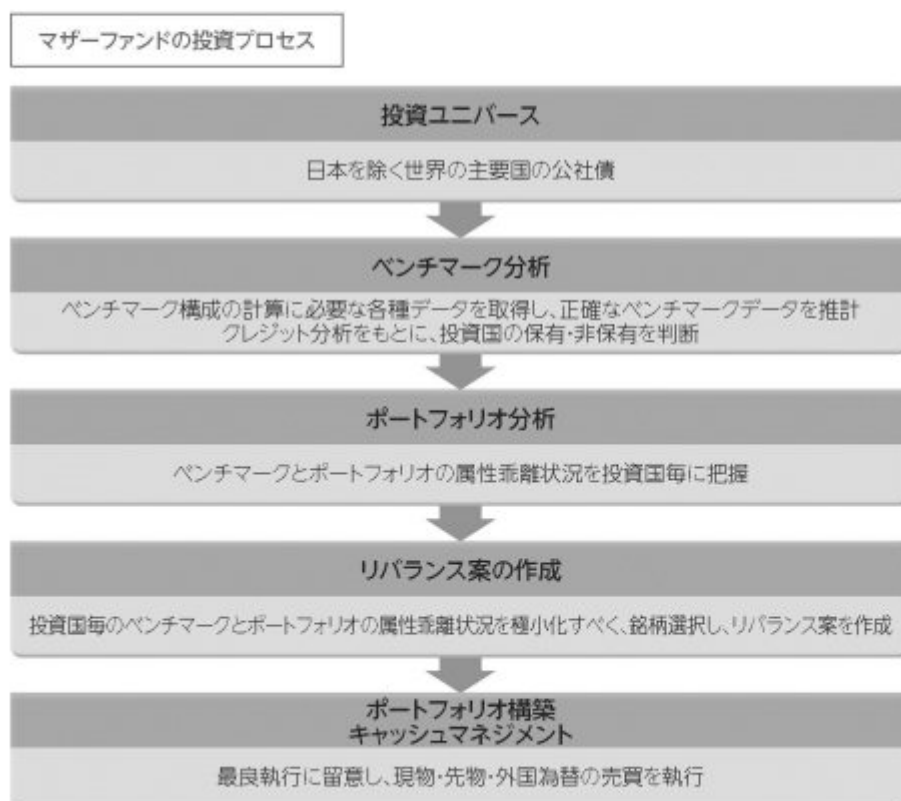 マザーファンドの投資プロセス
投資ユニバース
日本を除く世界の主要国の公社債
ベンチマーク分析
ベンチマーク構成の計算に必要な各種データを取得し、正確なベンチマークデータを推計
クレジット分析をもとに、投資国の保有・非保有を判断
ポートフォリオ分析
ベンチマークとポートフォリオの属性乖離状況を投資国毎に把握
リバランス案の作成
投資国毎のベンチマークとポートフォリオの属性乖離状況を極小化すべく、銘柄選択し、リバランス案を作成
ポートフォリオ構築
キャッシュマネジメント
最良執行に留意し、現物・先物・外国為替の売買を執行